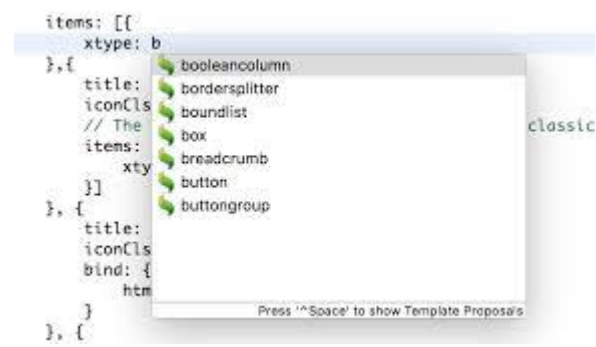 items: [{
xtype: b
booleancolumn
},{
bordersplitter
title:
boundlist
iconCls
// The
classic
box
items:
breadcrumb
xty
button
}]
buttongroup
}, {
title:
iconCls
bind: {
htm
}
Press '^Space' to show Template Proposals
}, {